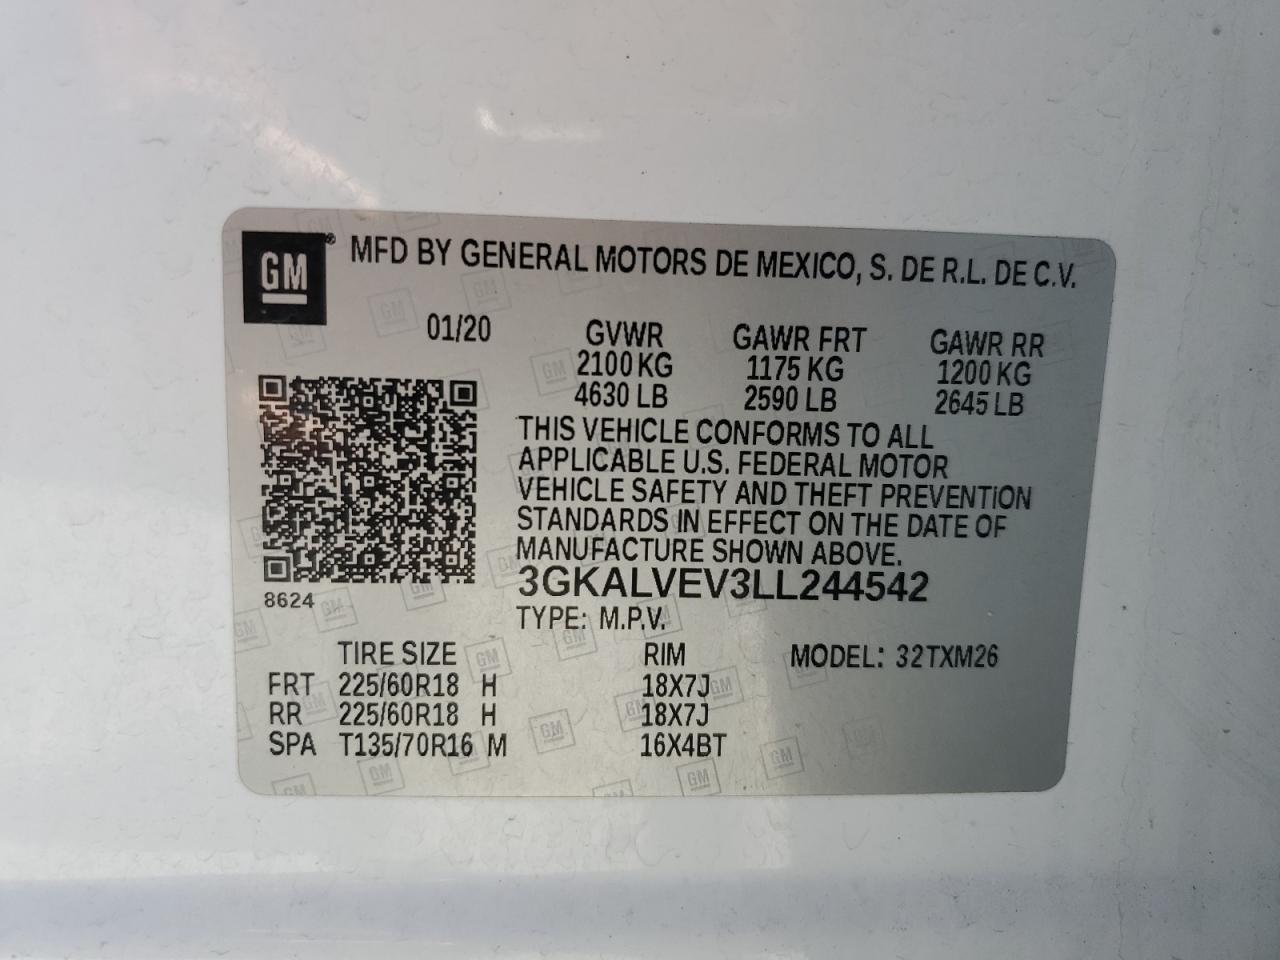 GM ® MFD BY GENERAL MOTORS DE MEXICO, S. DE R.L. DE C.V.
01/20 GVWR GAWR FRT GAWR RR
2100 KG 1175 KG 1200 KG
4630 LB 2590 LB 2645 LB
THIS VEHICLE CONFORMS TO ALL
APPLICABLE U.S. FEDERAL MOTOR
VEHICLE SAFETY AND THEFT PREVENTION
STANDARDS IN EFFECT ON THE DATE OF
MANUFACTURE SHOWN ABOVE.
3GKALVEV3LL244542
8624
TYPE: M.P.V.
TIRE SIZE RIM MODEL: 32TXM26
FRT 225/60R18 H 18X7J
RR 225/60R18 H 18X7J
SPA T135/70R16 M 16X4BT